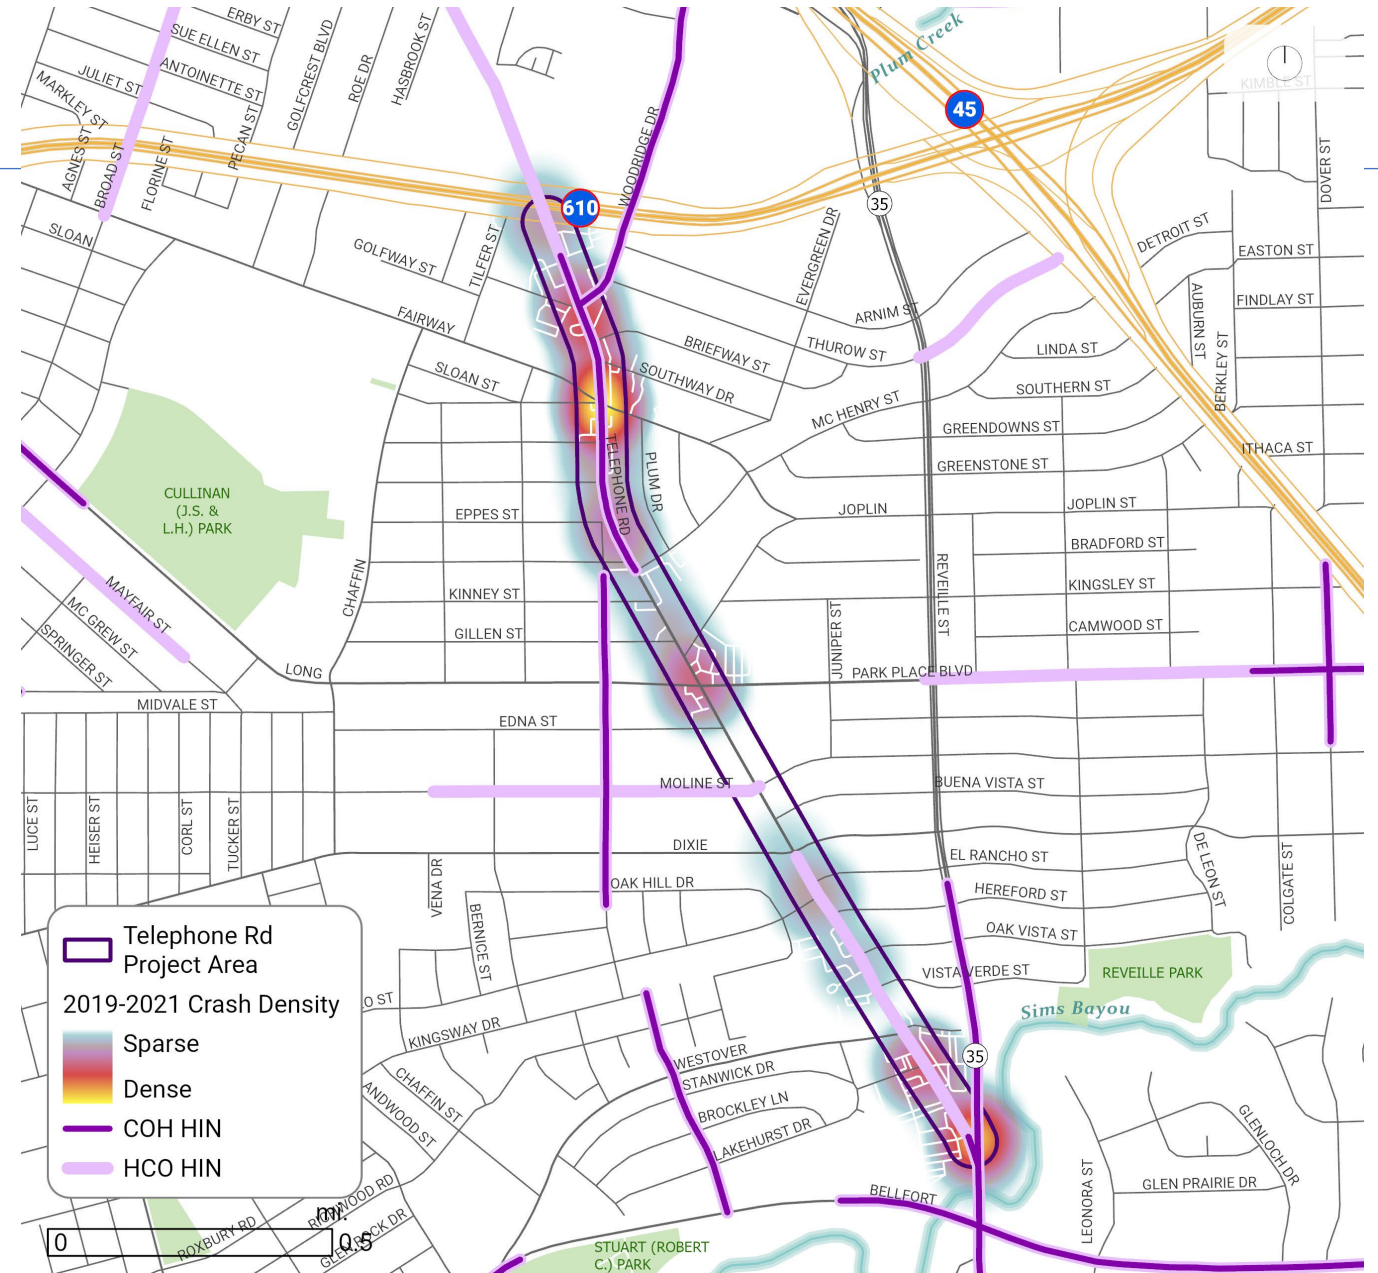 ERBY ST
SUE ELLEN ST
ANTOINETTE ST
JULIET ST
MARKLEY ST
AGNES ST
BROAD ST
FLORINE ST
PECAN ST
GOLFCREST BLVD
ROE DR
HASBROOK ST
WOODRIDGE DR
Plum Creek
45
610
35
KIMBLE ST
DOVER ST
SLOAN
GOLFWAY ST
TILFER ST
FAIRWAY
SLOAN ST
EVERGREEN DR
ARNIM ST
THUROW ST
BRIEFWAY ST
SOUTHWAY DR
MC HENRY ST
DETROIT ST
EASTON ST
FINDLAY ST
AUBURN ST
BERKLEY ST
LINDA ST
SOUTHERN ST
GREENDOWNS ST
GREENSTONE ST
ITHACA ST
CULLINAN
(J.S. &
L.H.) PARK
TELEPHONE RD
PLUM DR
EPPES ST
JOPLIN
JOPLIN ST
BRADFORD ST
KINGSLEY ST
CAMWOOD ST
REVEILLE ST
JUNIPER ST
CHAFFIN
KINNEY ST
GILLEN ST
MAYFAIR ST
MC GREW ST
SPRINGER ST
LONG
PARK PLACE BLVD
MIDVALE ST
EDNA ST
MOLINE ST
BUENA VISTA ST
LUCE ST
HEISER ST
CORL ST
TUCKER ST
DIXIE
EL RANCHO ST
HEREFORD ST
OAK VISTA ST
VISTA VERDE ST
DE LEON ST
COLGATE ST
VENA DR
OAK HILL DR
BERNICE ST
REVEILLE PARK
Sims Bayou
O ST
KINGSWAY DR
35
WESTOVER
STANWICK DR
BROCKLEY LN
LAKEHURST DR
CHAFFIN ST
ANDWOOD ST
GLENLOCH DR
GLEN PRAIRIE DR
LEONORA ST
BELLFORT
RICHWOOD RD
GLEN ROCK DR
ROXBURY RD
STUART (ROBERT
C.) PARK
Telephone Rd
Project Area
2019-2021 Crash Density
Sparse
Dense
COH HIN
HCO HIN
mi.
0
0.5